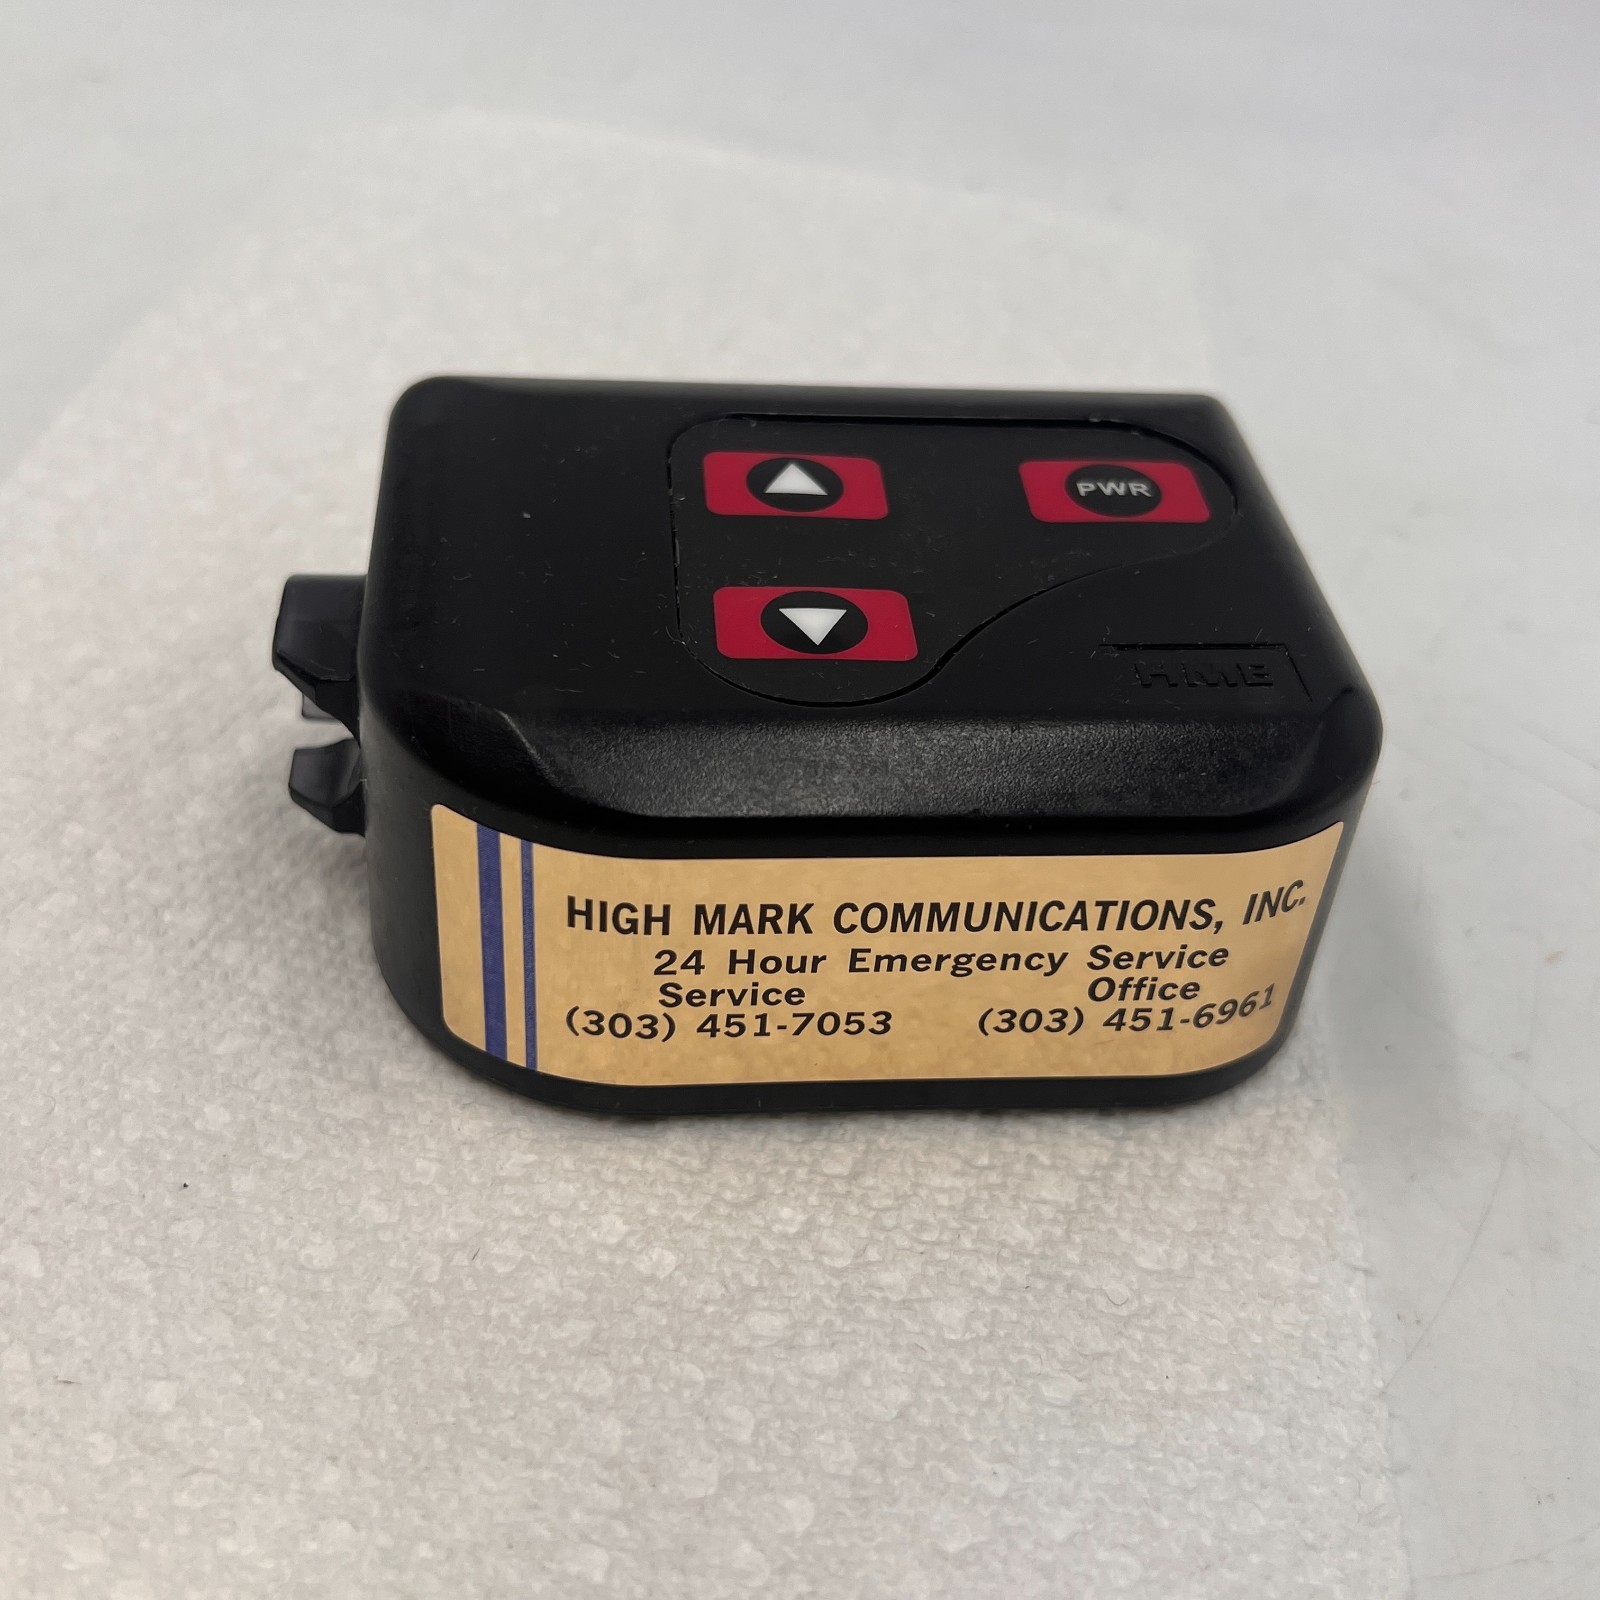 PWR
HME
HIGH MARK COMMUNICATIONS, INC.
24 Hour Emergency Service
Service Office
(303) 451-7053 (303) 451-6961